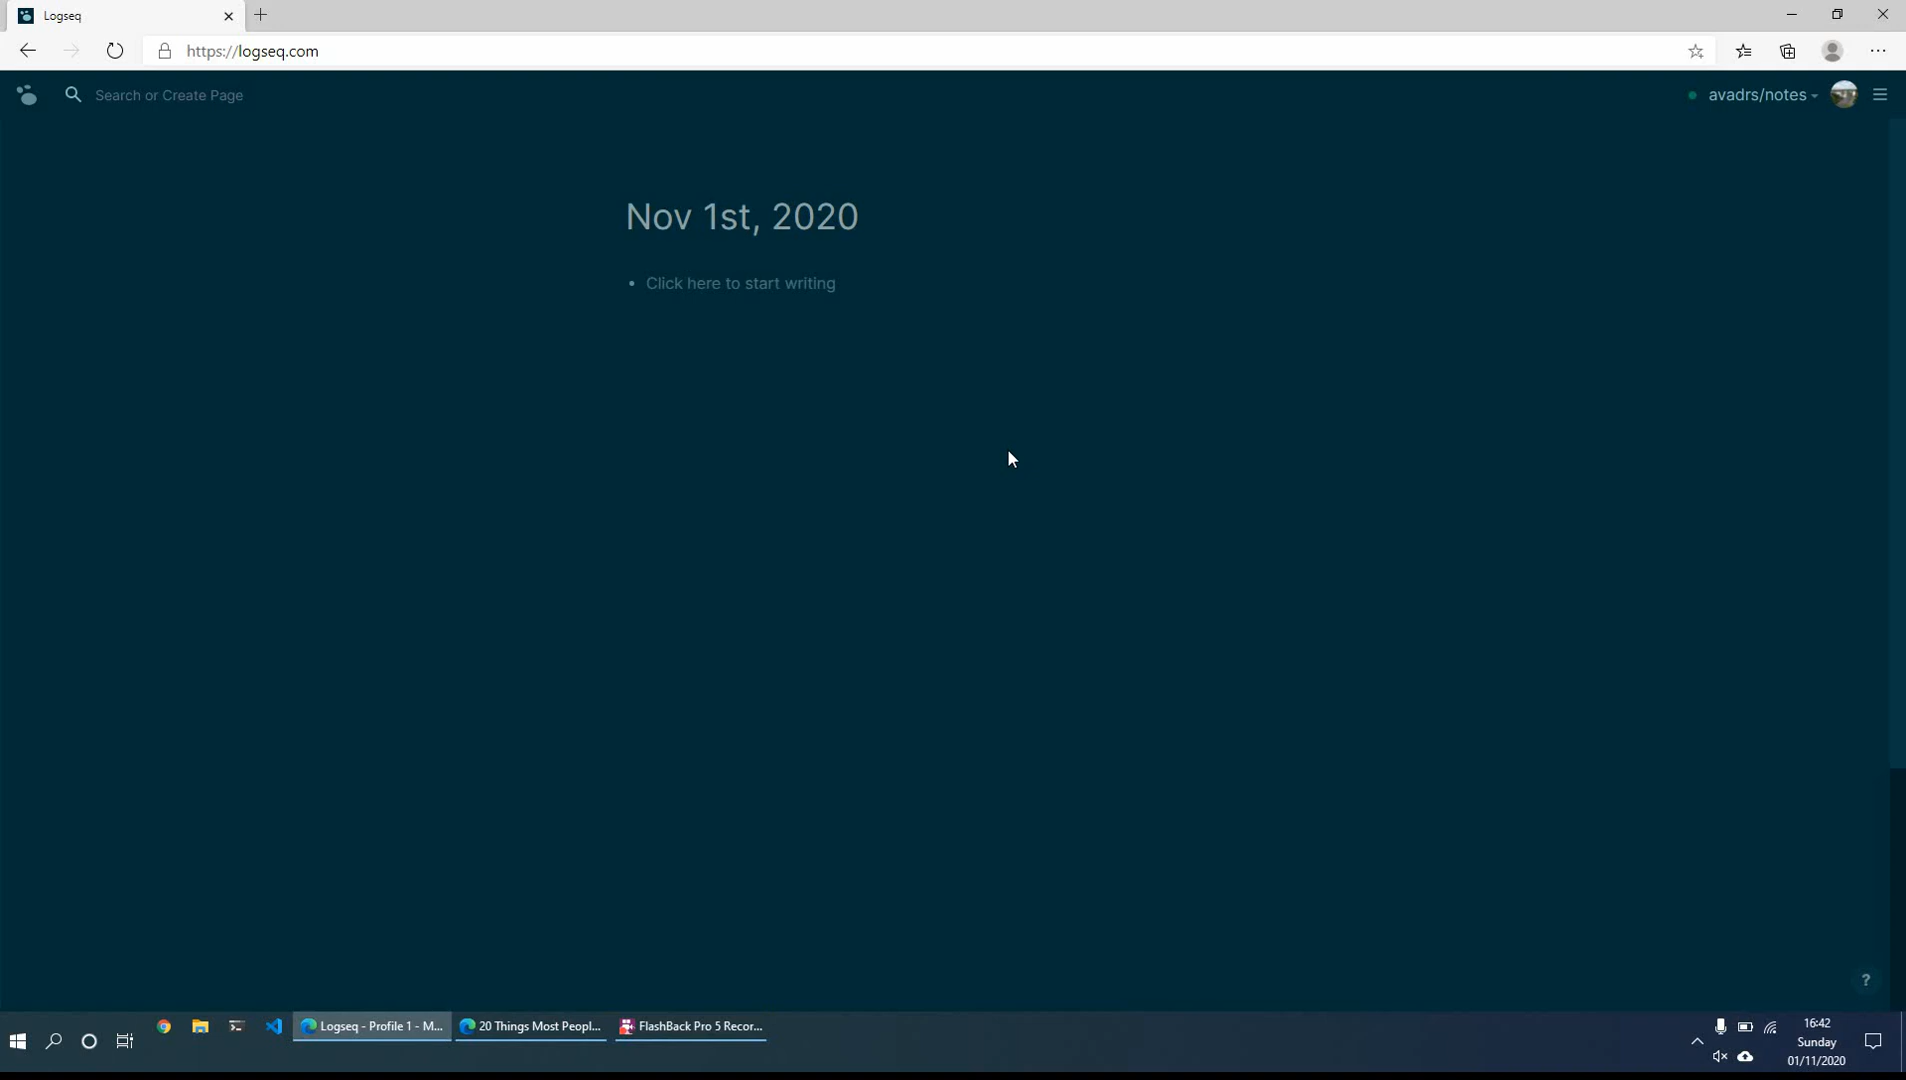 Logseq
https://logseq.com
Search or Create Page
avadrs/notes
Nov 1st, 2020
Click here to start writing
?
Logseq - Profile 1 - M...
20 Things Most Peopl...
FlashBack Pro 5 Recor...
16:42
Sunday
01/11/2020